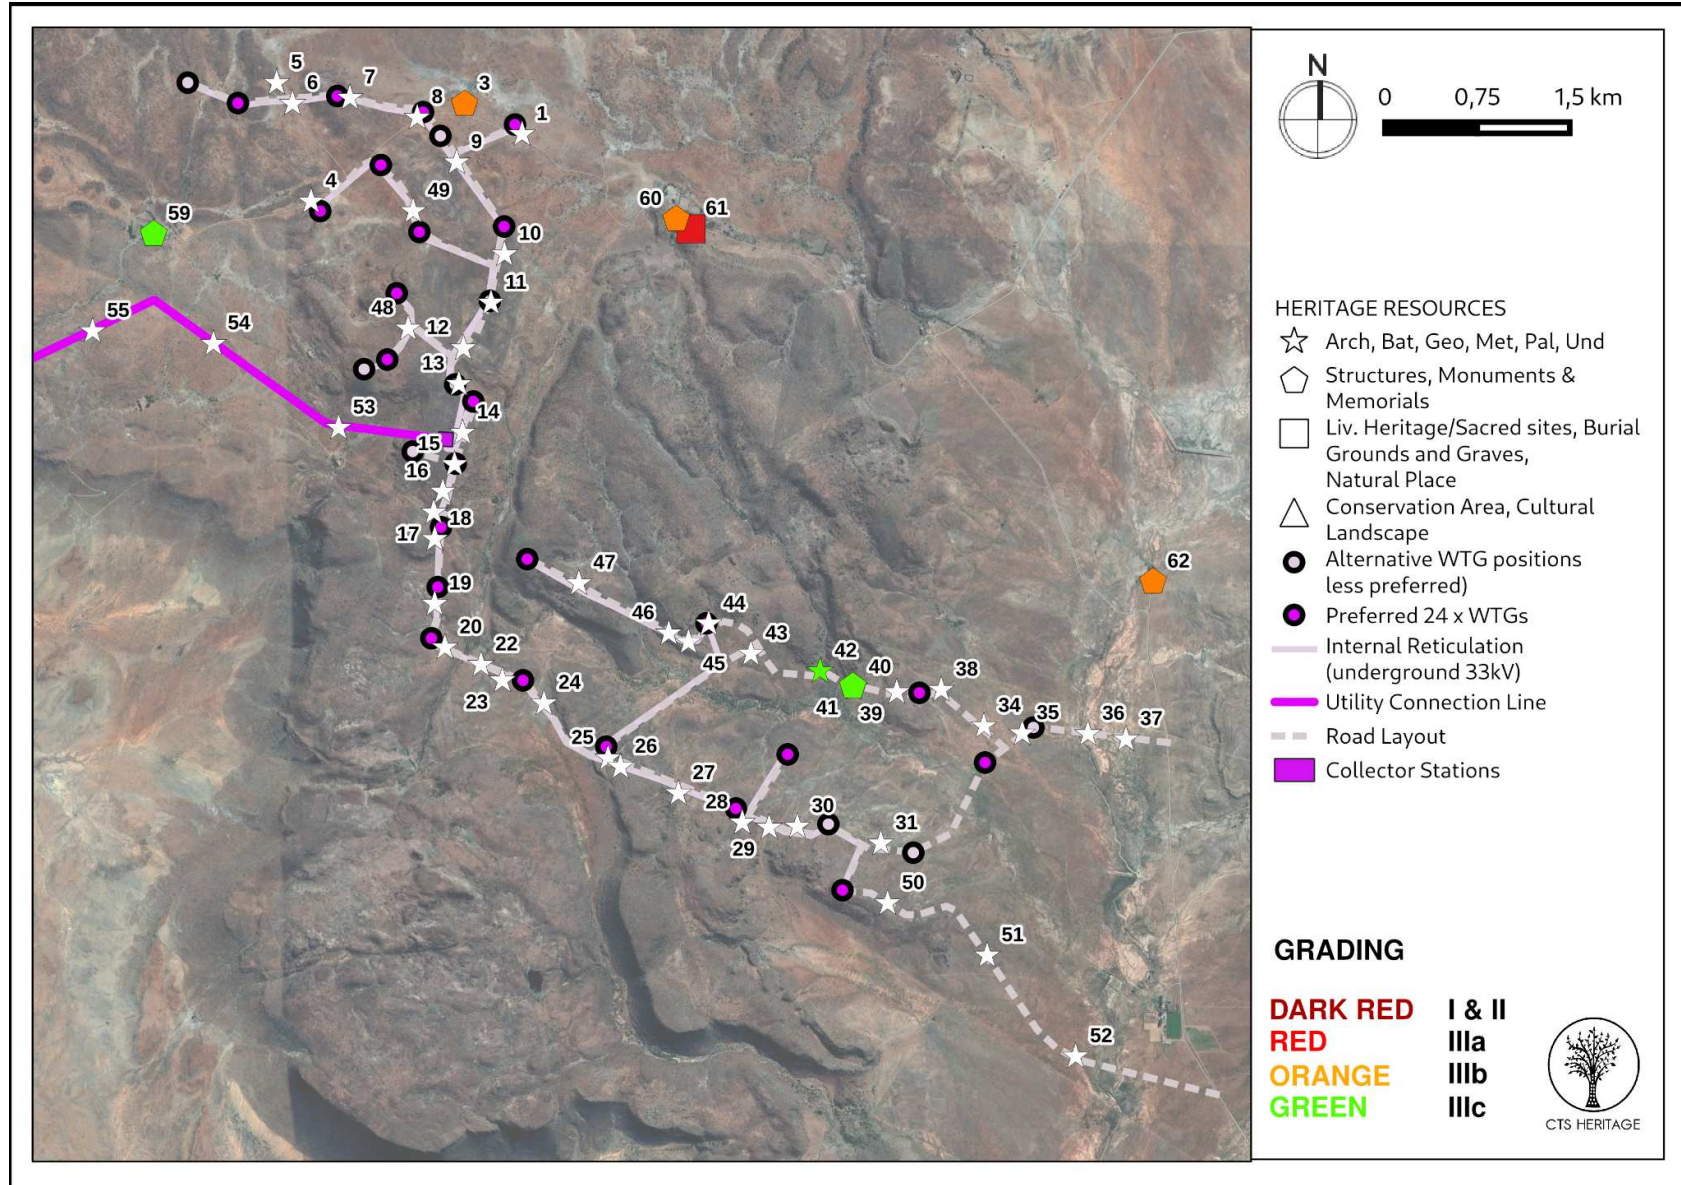 5
6
7
8
3
1
9
4
49
59
10
60
61
11
48
12
55
54
13
53
14
15
16
18
17
47
19
62
46
44
20
43
22
45
42
40
38
24
23
41
39
34
35
36
37
25
26
27
28
30
29
31
50
51
52
N
0 0,75 1,5 km
HERITAGE RESOURCES
Arch, Bat, Geo, Met, Pal, Und
Structures, Monuments &
Memorials
Liv. Heritage/Sacred sites, Burial
Grounds and Graves,
Natural Place
Conservation Area, Cultural
Landscape
Alternative WTG positions
less preferred)
Preferred 24 x WTGs
Internal Reticulation
(underground 33kV)
Utility Connection Line
Road Layout
Collector Stations
GRADING
DARK RED I & II
RED IIIa
ORANGE IIIb
GREEN IIIc
CTS HERITAGE